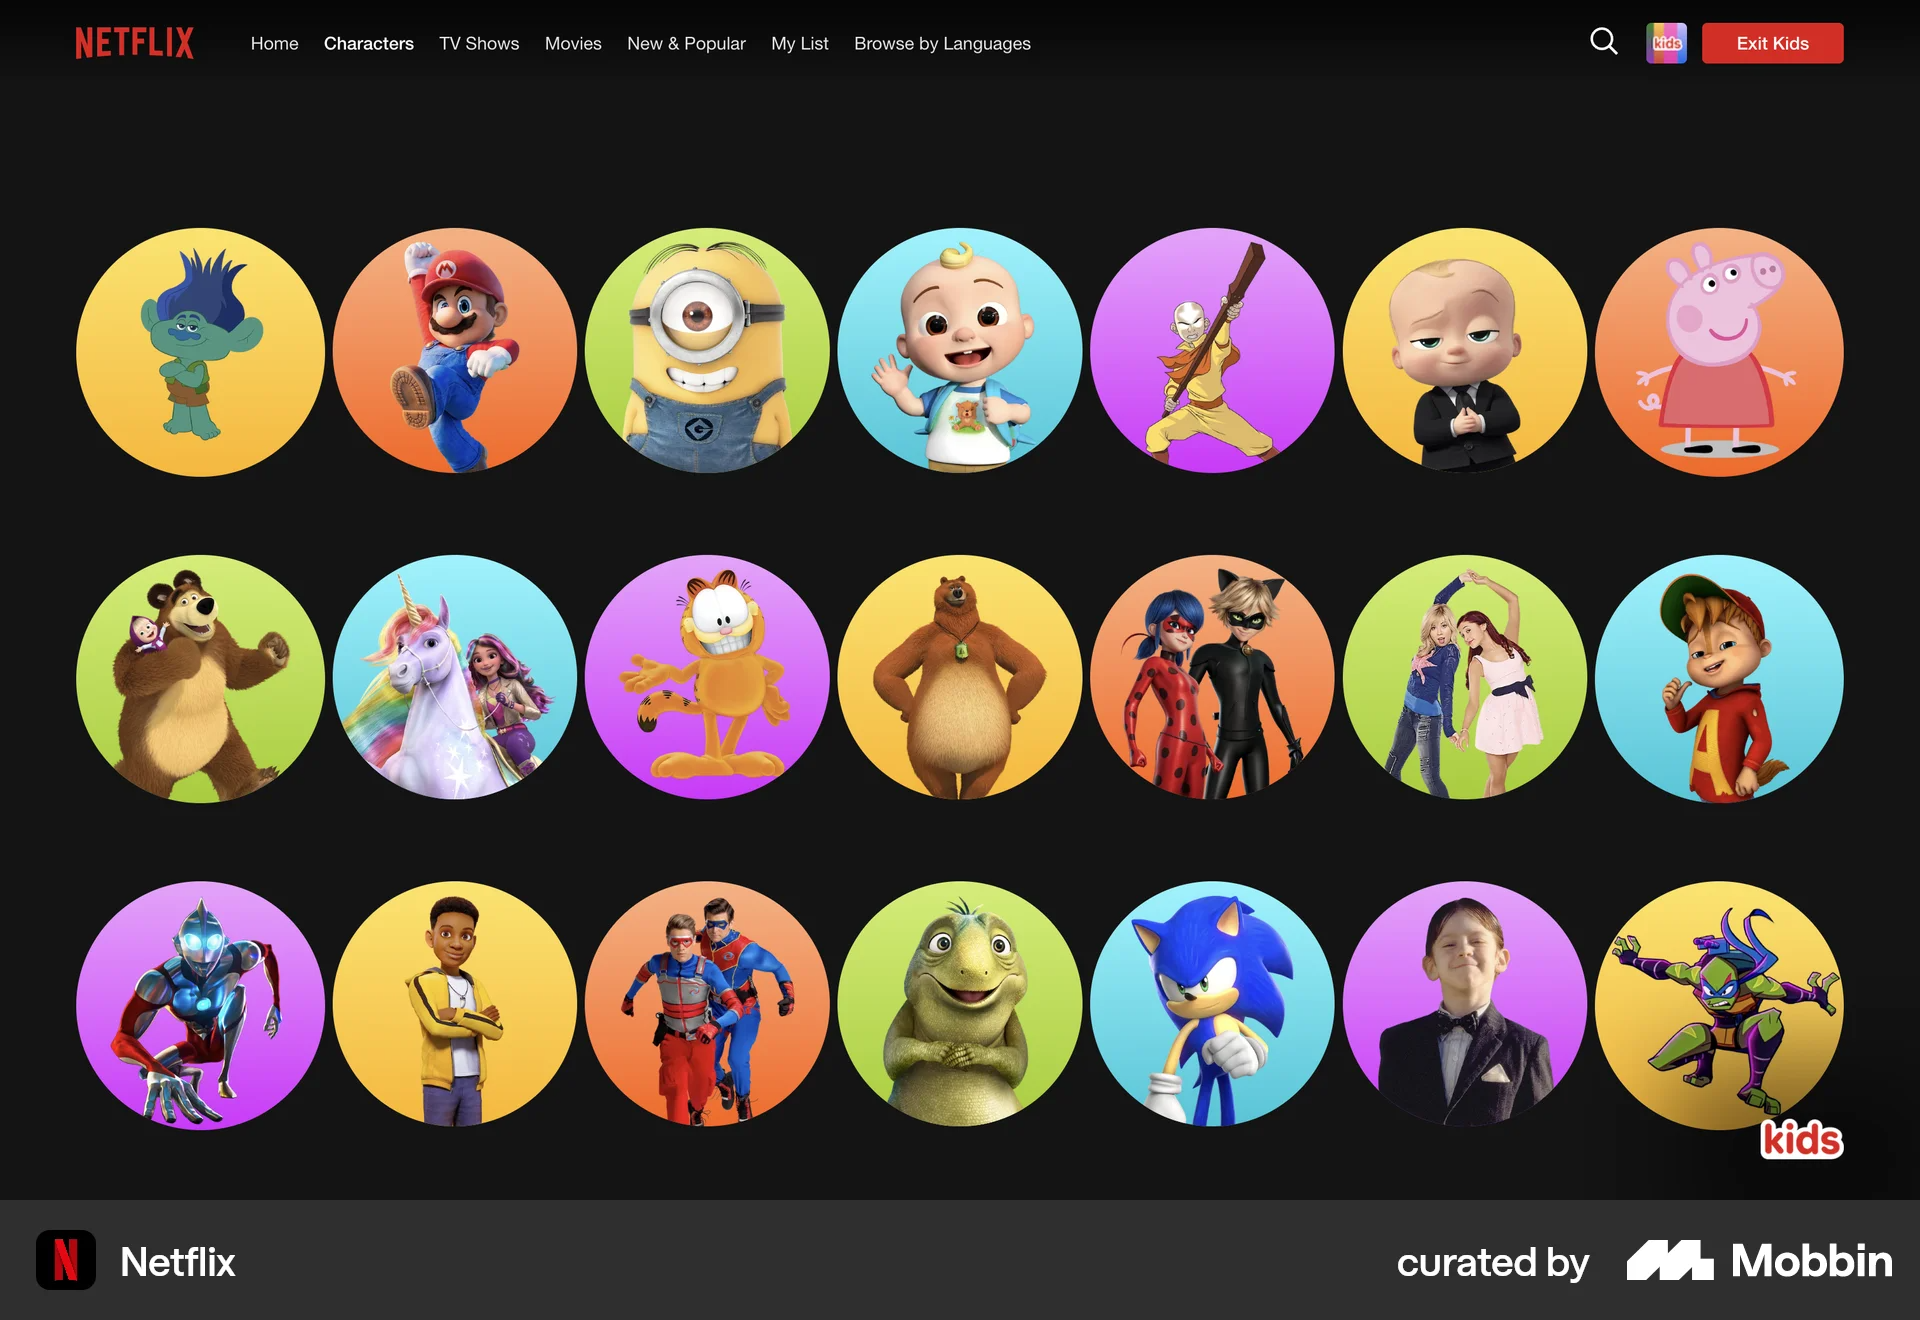 NETFLIX Home Characters TV Shows Movies New & Popular My List Browse by Languages kids Exit Kids
M
A
kids
N Netflix curated by Mobbin